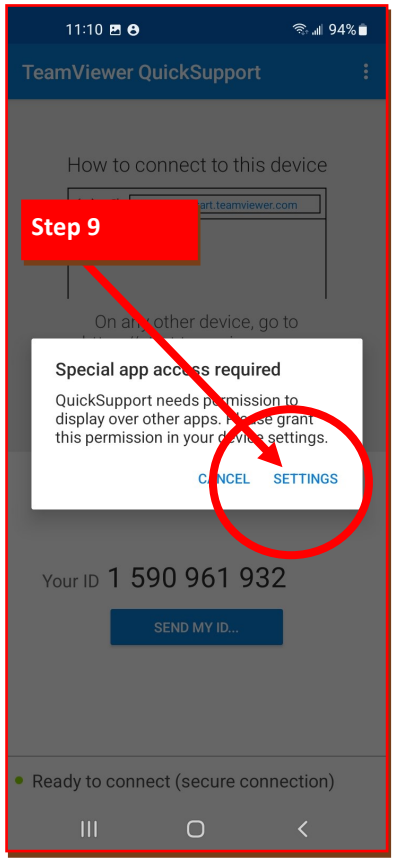 11:10 94%
TeamViewer QuickSupport
How to connect to this device
art.teamviewer.com
Step 9
On any other device, go to
Special app access required
QuickSupport needs permission to
display over other apps. Please grant
this permission in your device settings.
CANCEL SETTINGS
Your ID 1 590 961 932
SEND MY ID...
Ready to connect (secure connection)